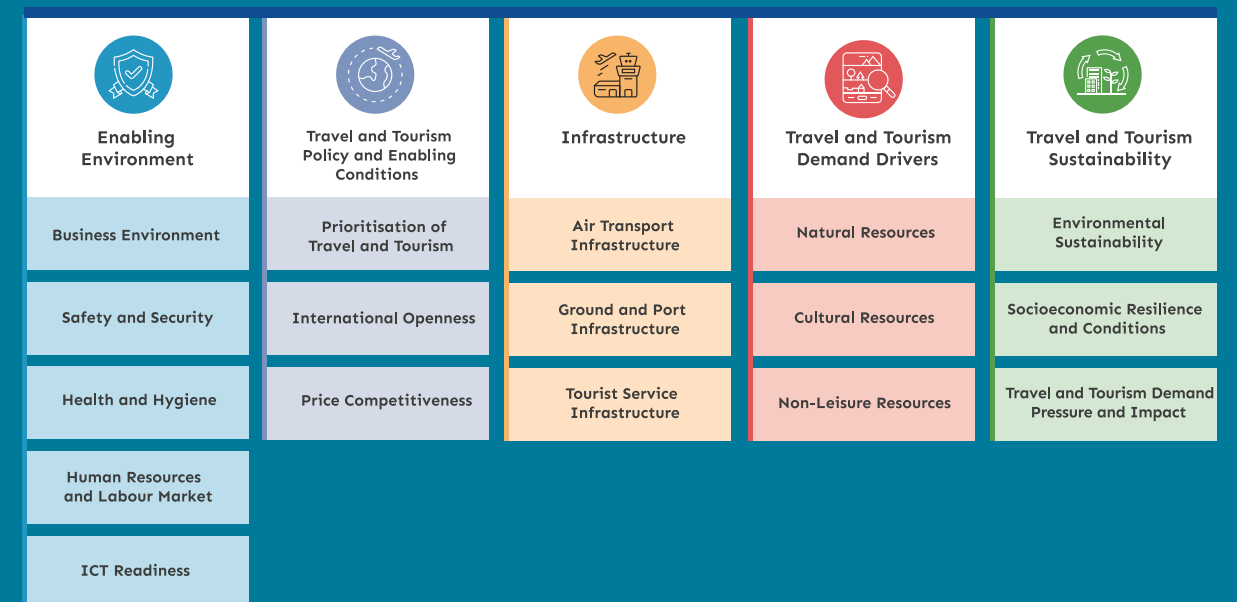 Enabling
Environment
Business Environment
Safety and Security
Health and Hygiene
Human Resources
and Labour Market
ICT Readiness
Travel and Tourism
Policy and Enabling
Conditions
Prioritisation of
Travel and Tourism
International Openness
Price Competitiveness
Infrastructure
Air Transport
Infrastructure
Ground and Port
Infrastructure
Tourist Service
Infrastructure
Travel and Tourism
Demand Drivers
Natural Resources
Cultural Resources
Non-Leisure Resources
Travel and Tourism
Sustainability
Environmental
Sustainability
Socioeconomic Resilience
and Conditions
Travel and Tourism Demand
Pressure and Impact